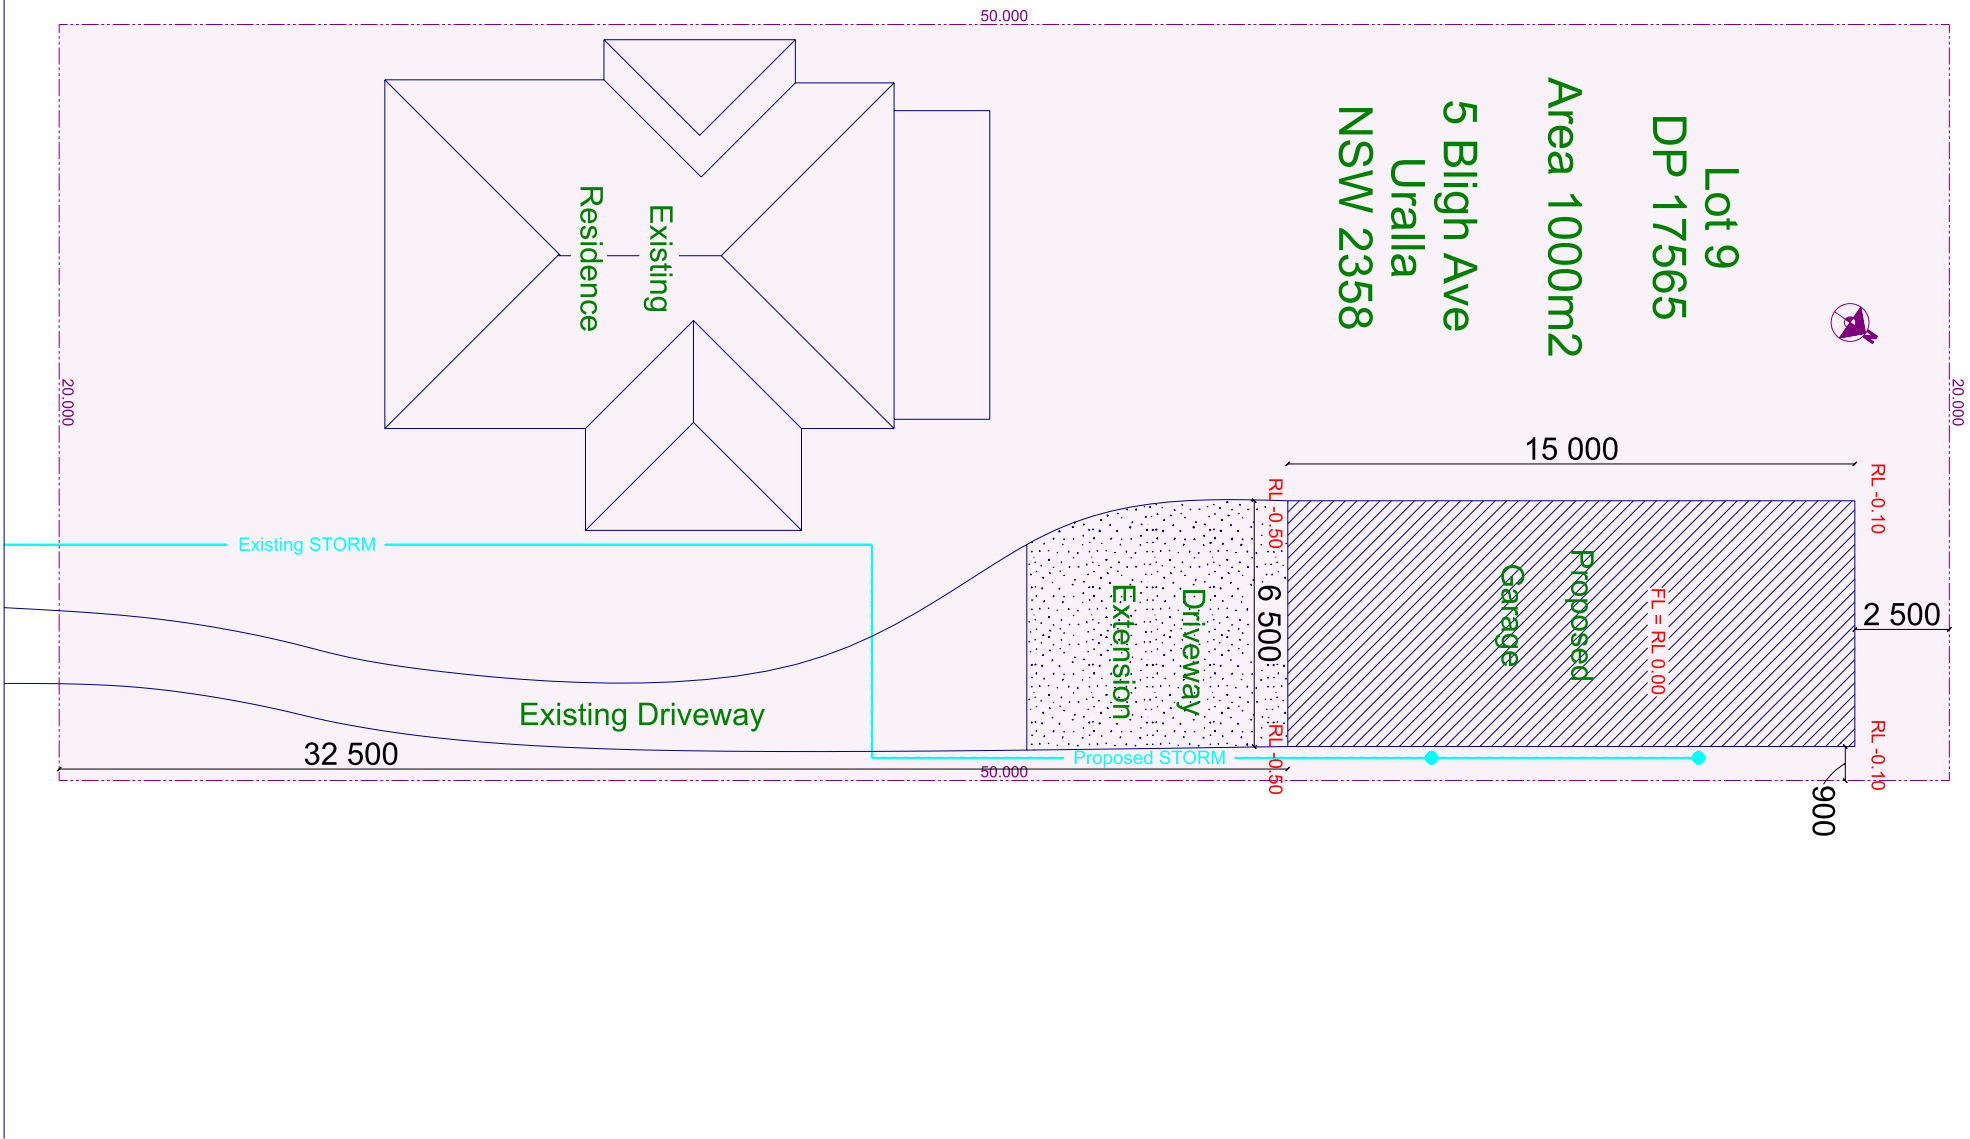 50.000
Lot 9
DP 17565
Area 1000m2
5 Bligh Ave
Uralla
NSW 2358
N
Existing
Residence
20.000
20.000
15 000
RL -0.50
RL -0.10
Existing STORM
Proposed
Garage
FL = RL 0.00
2 500
6 500
Driveway
Extension
Existing Driveway
32 500
Proposed STORM
RL -0.50
RL -0.10
50.000
900